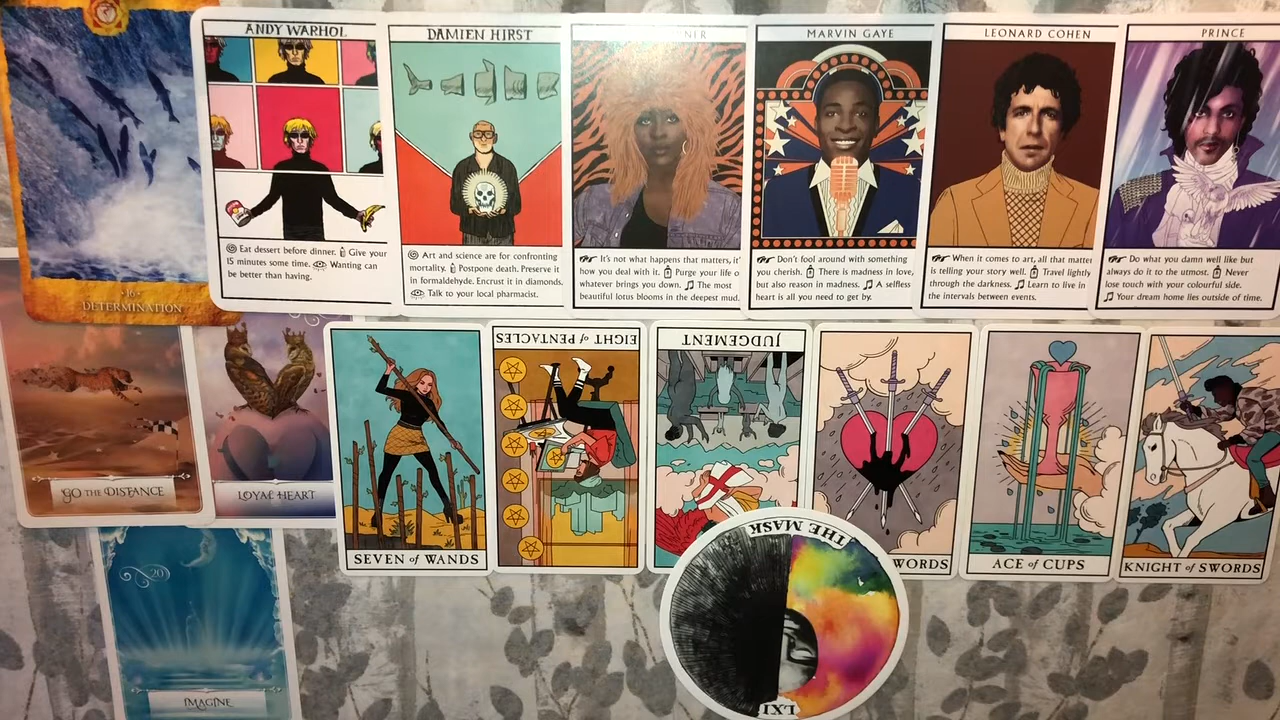 ANDY WARHOL
Eat dessert before dinner. Give your
15 minutes some time. Wanting can
be better than having.
DAMIEN HIRST
Art and science are for confronting
mortality. Postpone death. Preserve it
in formaldehyde. Encrust it in diamonds.
Talk to your local pharmacist.
It's not what happens that matters, it'
how you deal with it. Purge your life o
whatever brings you down. The most
beautiful lotus blooms in the deepest mud.
MARVIN GAYE
Don't fool around with something
you cherish. There is madness in love,
but also reason in madness. A selfless
heart is all you need to get by.
LEONARD COHEN
When it comes to art, all that matter
is telling your story well. Travel lightly
through the darkness. Learn to live in
the intervals between events.
PRINCE
Do what you damn well like but
always do it to the utmost. Never
lose touch with your colourful side.
Your dream home lies outside of time.
16
DETERMINATION
GO THE DISTANCE
LOYAL HEART
SEVEN of WANDS
EIGHT of PENTACLES
JUDGEMENT
WORDS
ACE of CUPS
KNIGHT of SWORDS
20
IMAGINE
THE MASK
LXI